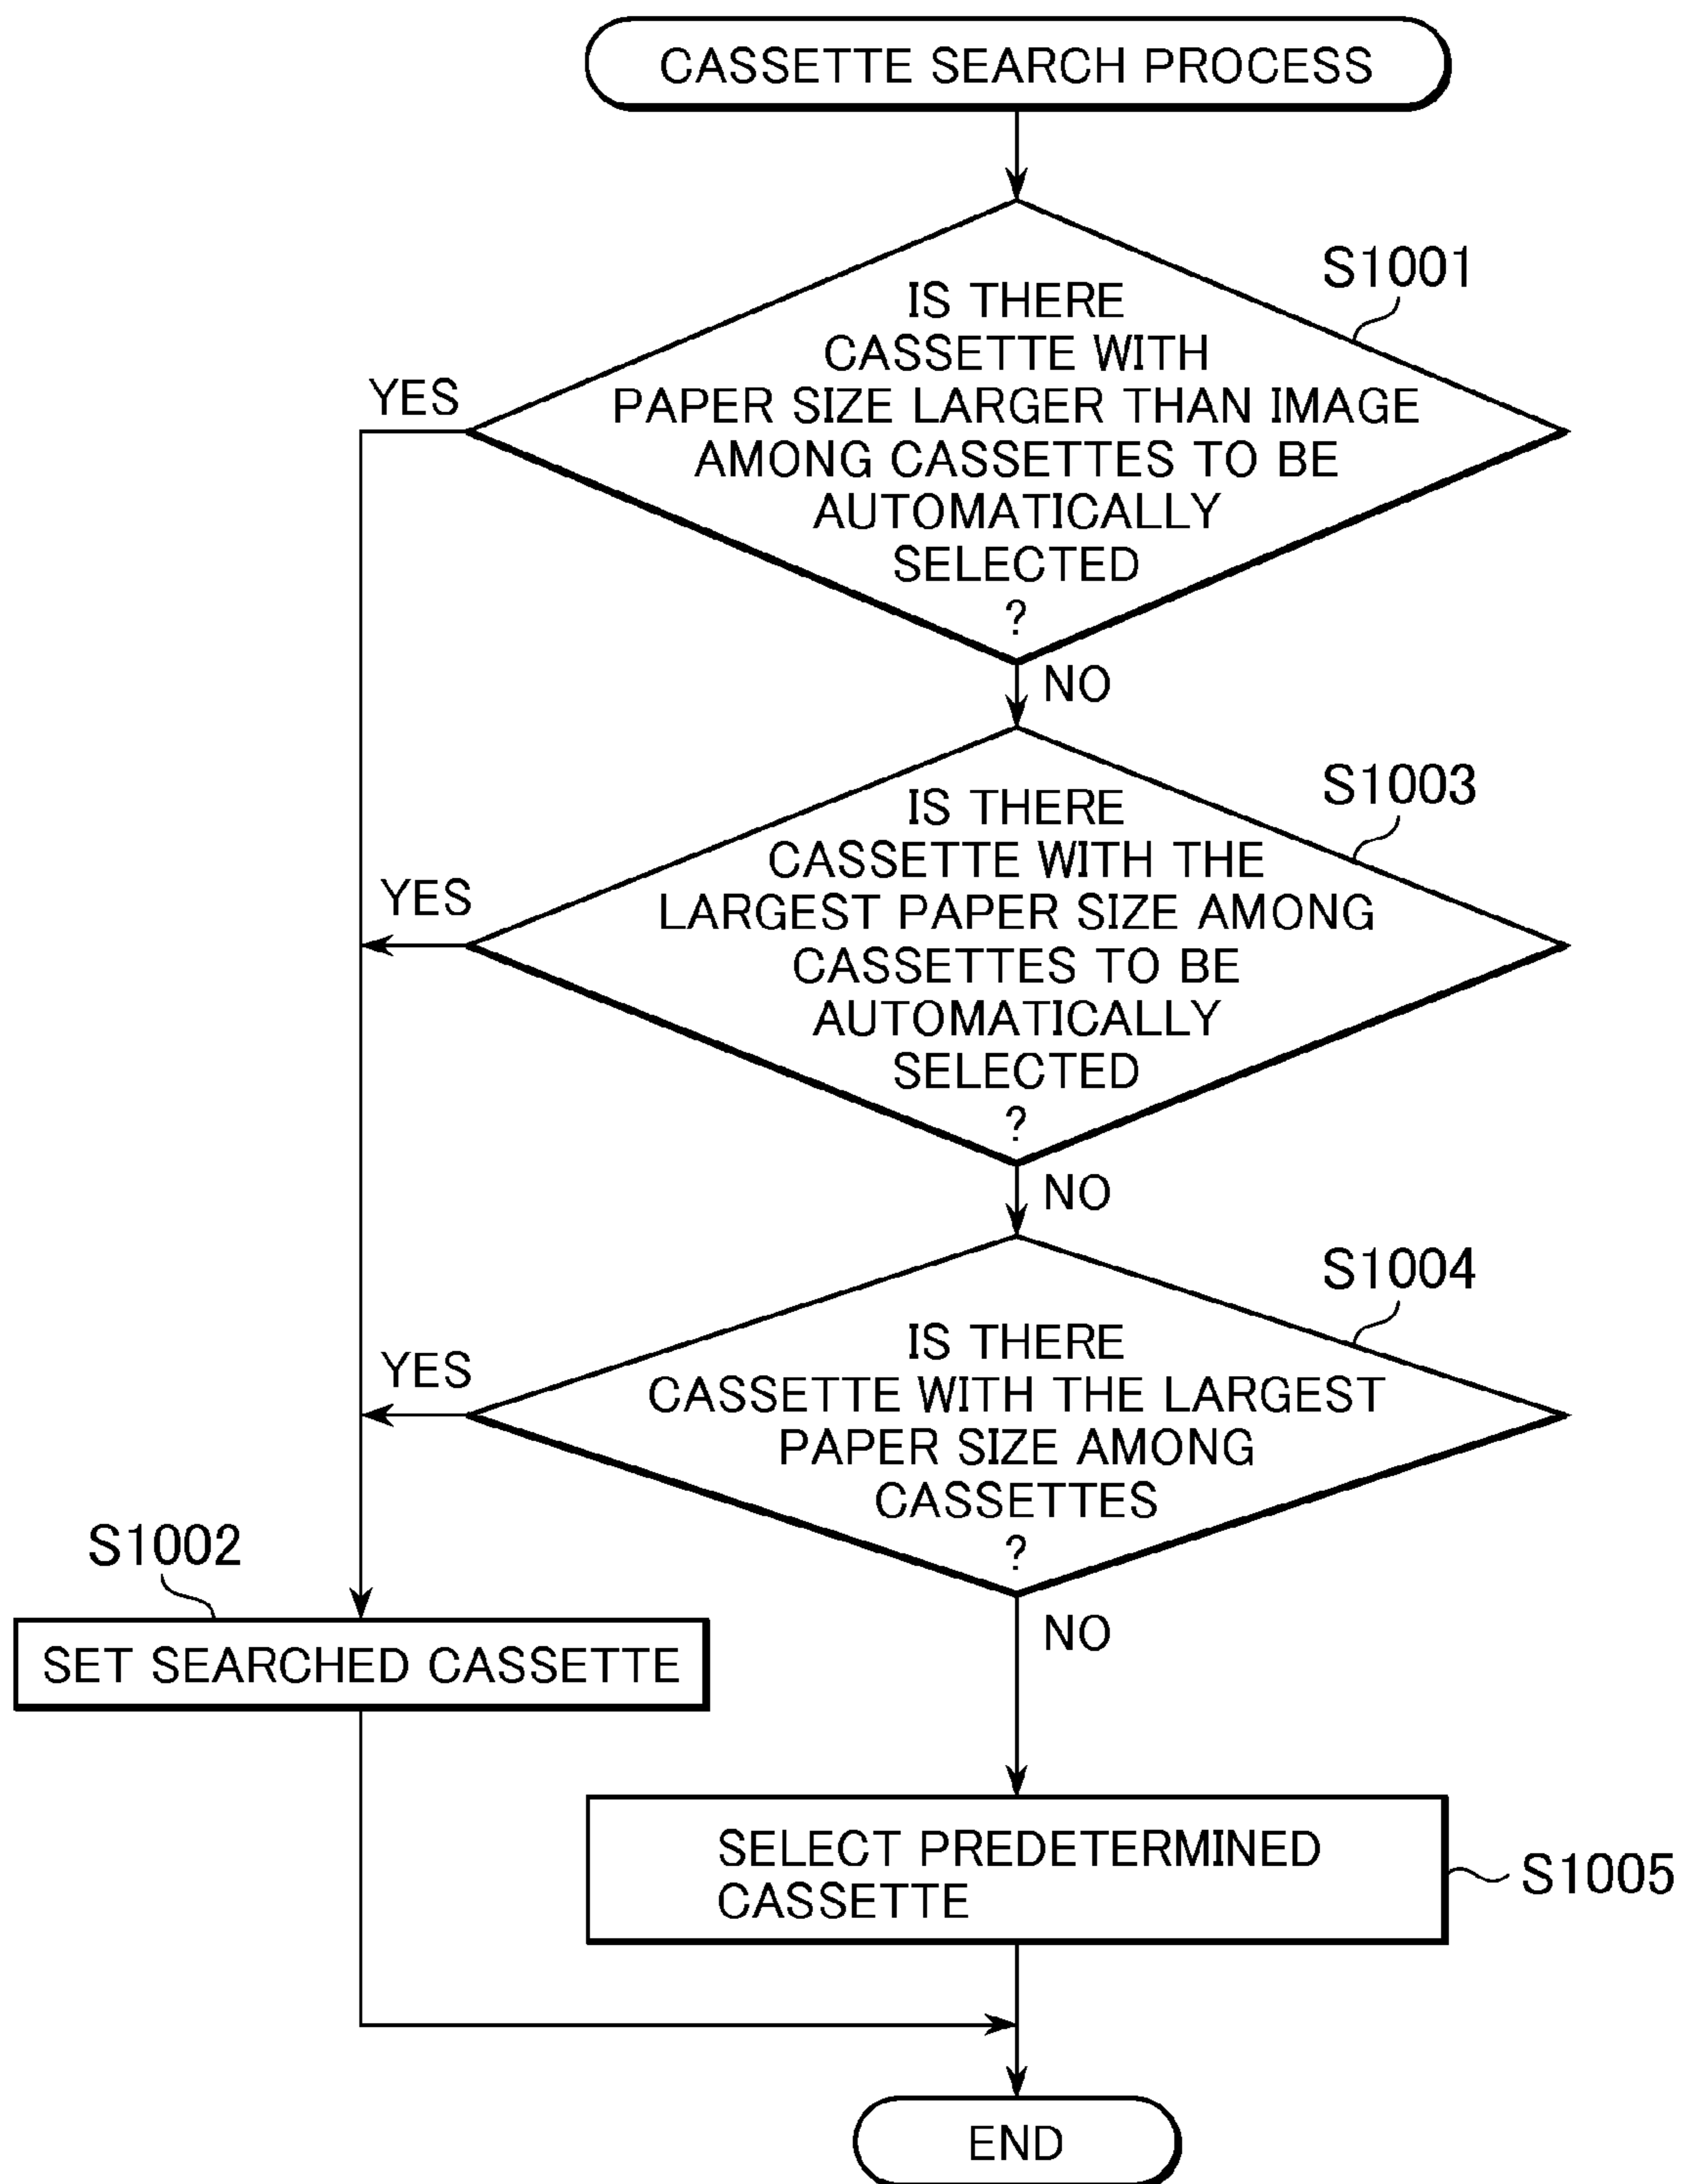 CASSETTE SEARCH PROCESS
S1001
IS THERE
CASSETTE WITH
PAPER SIZE LARGER THAN IMAGE
AMONG CASSETTES TO BE
AUTOMATICALLY
SELECTED
?
YES
NO
S1003
IS THERE
CASSETTE WITH THE
LARGEST PAPER SIZE AMONG
CASSETTES TO BE
AUTOMATICALLY
SELECTED
?
YES
NO
S1004
IS THERE
CASSETTE WITH THE LARGEST
PAPER SIZE AMONG
CASSETTES
?
YES
NO
S1002
SET SEARCHED CASSETTE
SELECT PREDETERMINED
CASSETTE
S1005
END